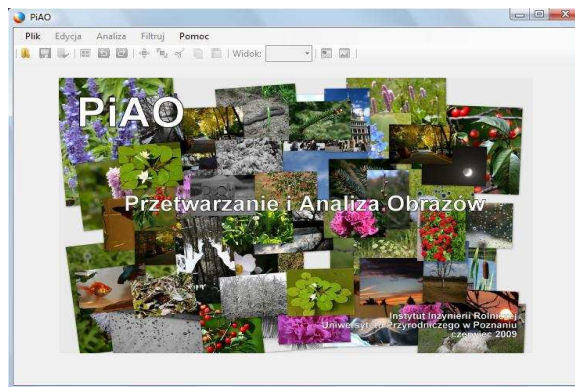 PiAO
Plik Edycja Analiza Filtruj Pomoc
Widok:
PiAO
Przetwarzanie i Analiza Obrazów
Instytut Inżynierii Rolniczej
Uniwersytetu Przyrodniczego w Poznaniu
czerwiec 2009